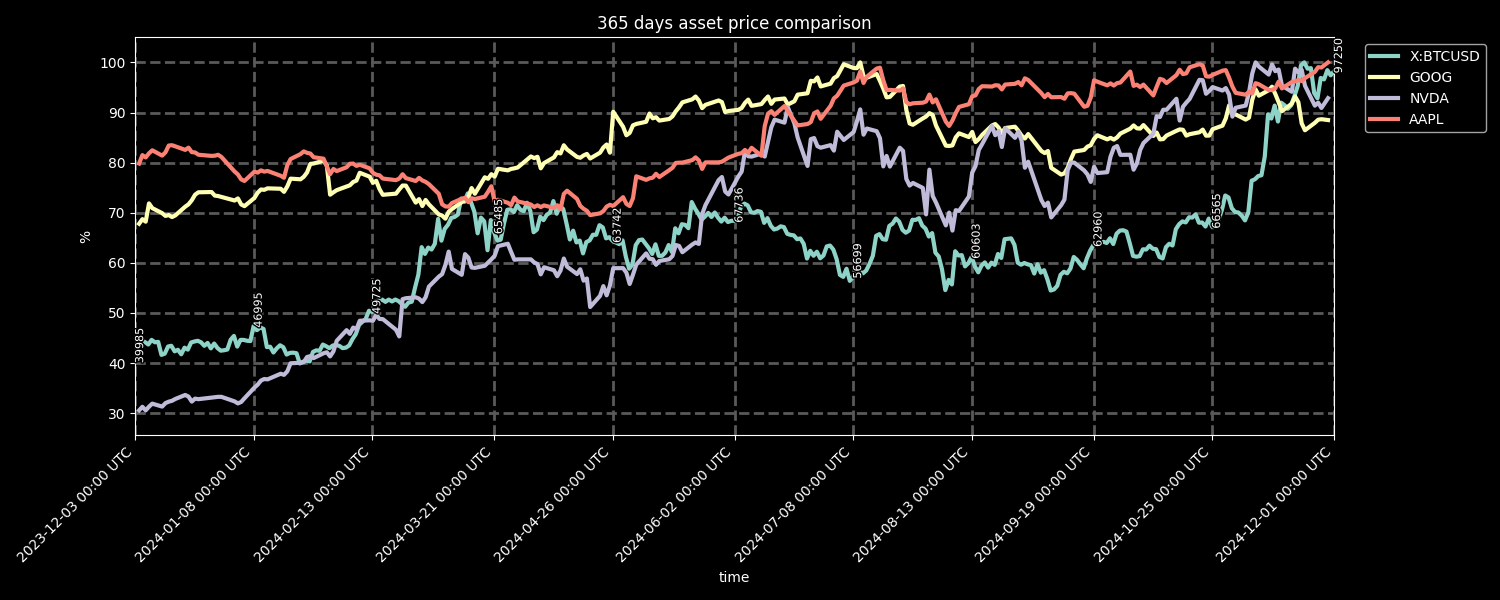 365 days asset price comparison
X:BTCUSD
GOOG
NVDA
AAPL
%
100
90
80
70
60
50
40
30
39985
46995
49725
65485
63742
67736
56699
60603
62960
66565
97250
2023-12-03 00:00 UTC
2024-01-08 00:00 UTC
2024-02-13 00:00 UTC
2024-03-21 00:00 UTC
2024-04-26 00:00 UTC
2024-06-02 00:00 UTC
2024-07-08 00:00 UTC
2024-08-13 00:00 UTC
2024-09-19 00:00 UTC
2024-10-25 00:00 UTC
2024-12-01 00:00 UTC
time